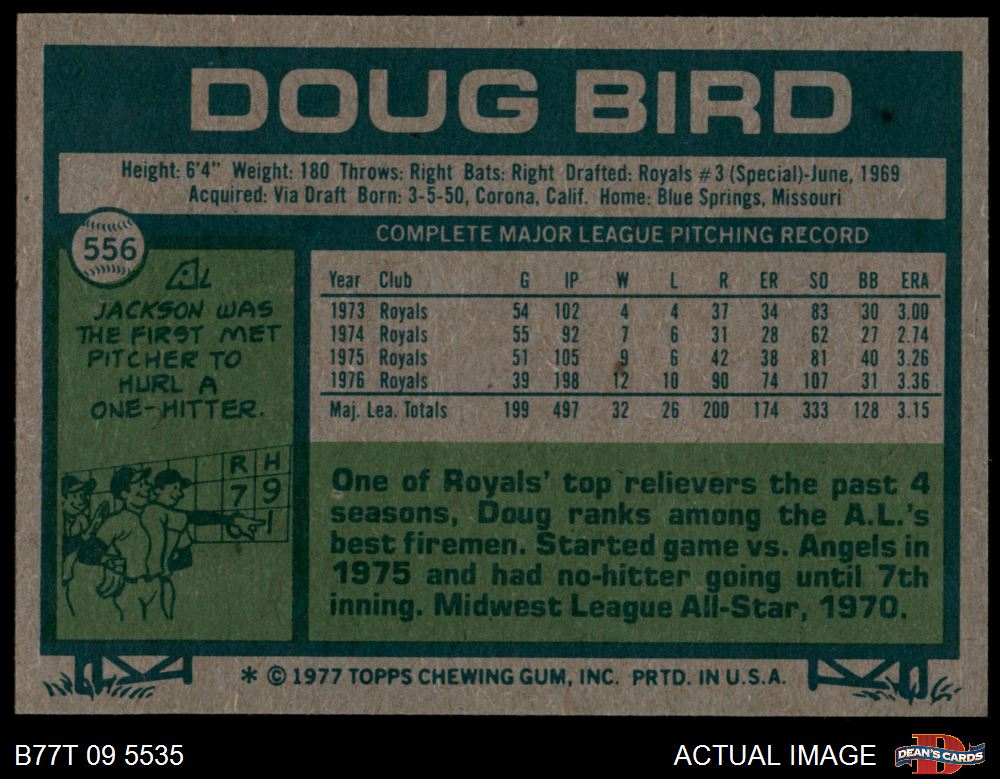 DOUG BIRD
Height: 6'4" Weight: 180 Throws: Right Bats: Right Drafted: Royals #3 (Special)-June, 1969
Acquired: Via Draft Born: 3-5-50, Corona, Calif. Home: Blue Springs, Missouri
556
AL
JACKSON WAS
THE FIRST MET
PITCHER TO
HURL A
ONE-HITTER.
R H
7 9
0 1
COMPLETE MAJOR LEAGUE PITCHING RECORD
Year Club G IP W L R ER SO BB ERA
1973 Royals 54 102 4 4 37 34 83 30 3.00
1974 Royals 55 92 7 6 31 28 62 27 2.74
1975 Royals 51 105 9 6 42 38 81 40 3.26
1976 Royals 39 198 12 10 90 74 107 31 3.36
Maj. Lea. Totals 199 497 32 26 200 174 333 128 3.15
One of Royals' top relievers the past 4
seasons, Doug ranks among the A.L.'s
best firemen. Started game vs. Angels in
1975 and had no-hitter going until 7th
inning. Midwest League All-Star, 1970.
* © 1977 TOPPS CHEWING GUM, INC. PRTD. IN U.S.A.
B77T 09 5535
ACTUAL IMAGE
DEAN'S CARDS